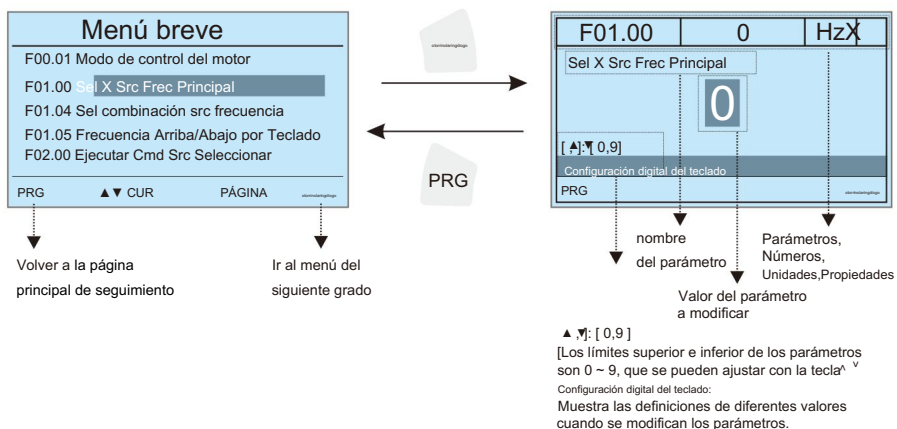 Menú breve
F00.01 Modo de control del motor
F01.00 Sel X Src Frec Principal
F01.04 Sel combinación src frecuencia
F01.05 Frecuencia Arriba/Abajo por Teclado
F02.00 Ejecutar Cmd Src Seleccionar
PRG ▲▼ CUR PÁGINA
Volver a la página
principal de seguimiento
Ir al menú del
siguiente grado
PRG
F01.00 0 HzX
Sel X Src Frec Principal
0
[ ▲,]:▼[ 0,9]
Configuración digital del teclado
PRG
nombre
del parámetro
Parámetros,
Números,
Unidades,Propiedades
Valor del parámetro
a modificar
▲ ,▼]: [ 0,9 ]
[Los límites superior e inferior de los parámetros
son 0 ~ 9, que se pueden ajustar con la tecla^ v
Configuración digital del teclado:
Muestra las definiciones de diferentes valores
cuando se modifican los parámetros.